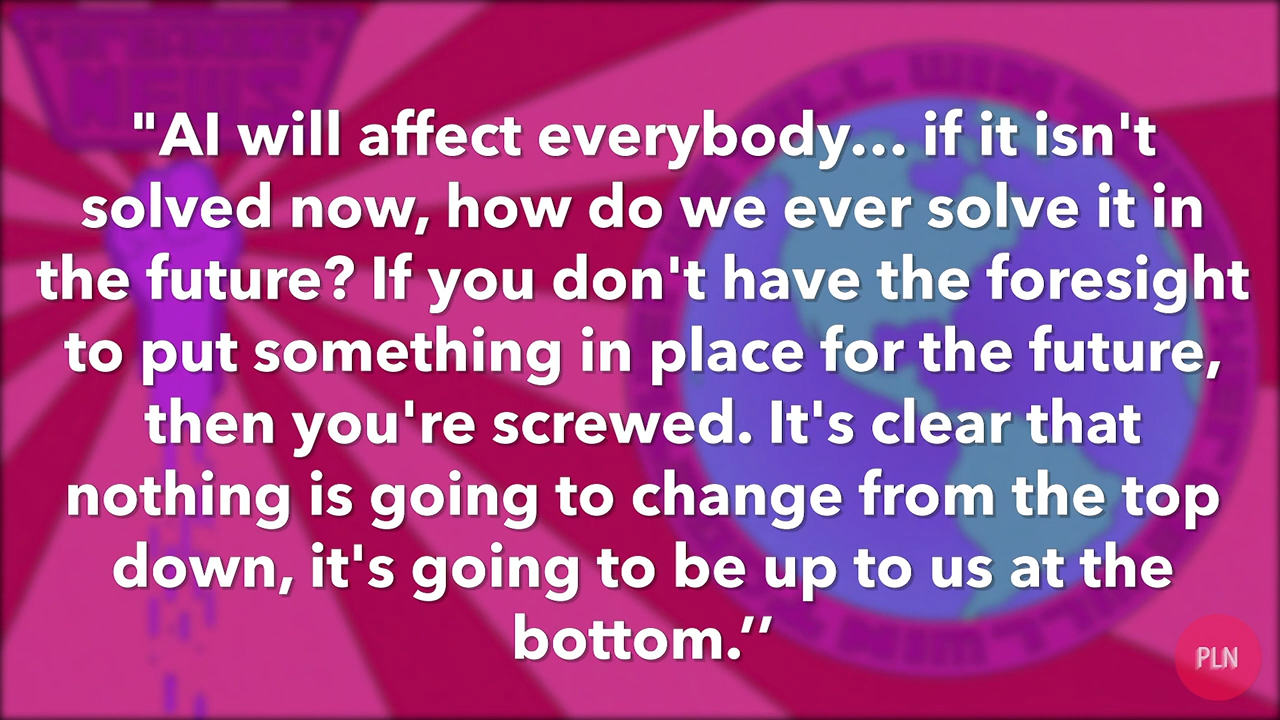 NEWS
"AI will affect everybody... if it isn't
solved now, how do we ever solve it in
the future? If you don't have the foresight
to put something in place for the future,
then you're screwed. It's clear that
nothing is going to change from the top
down, it's going to be up to us at the
bottom.’’
PLN